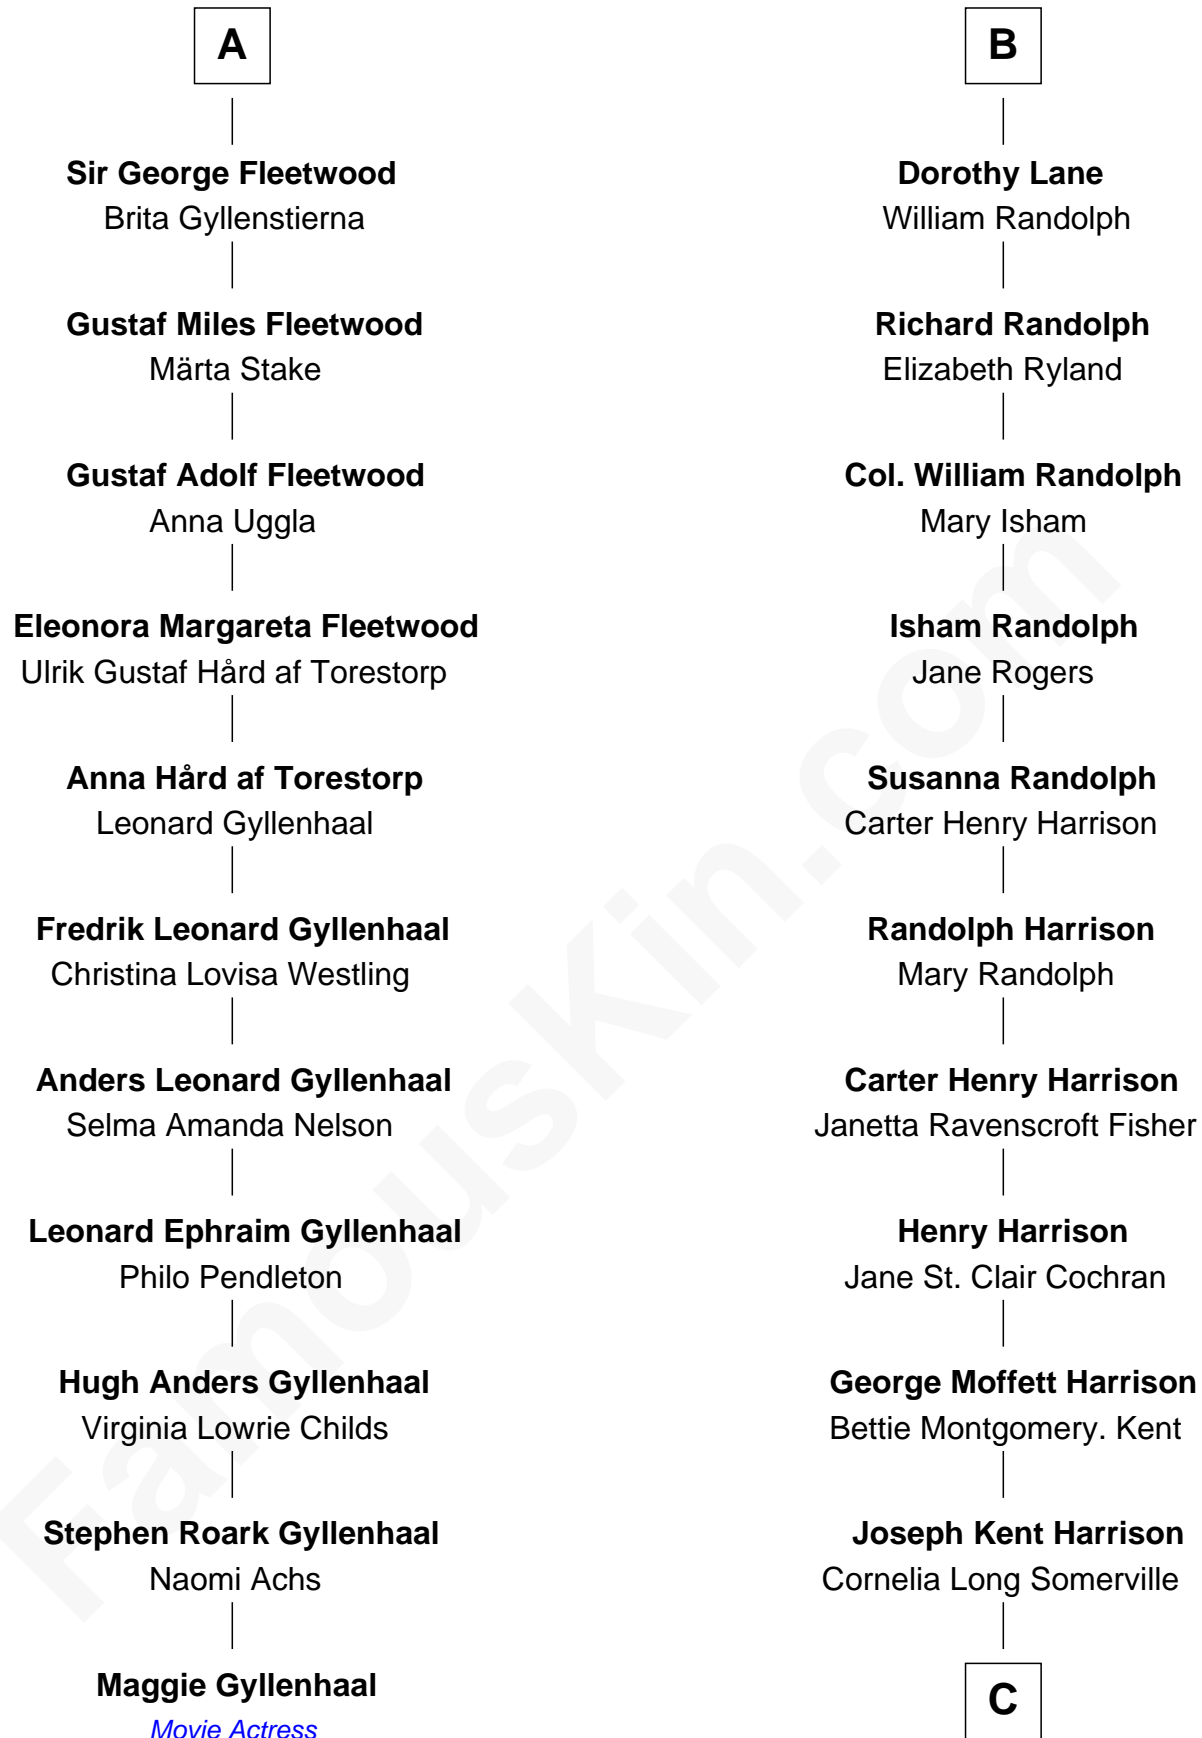 A
Sir George Fleetwood
Brita Gyllenstierna
Gustaf Miles Fleetwood
Märta Stake
Gustaf Adolf Fleetwood
Anna Uggla
Eleonora Margareta Fleetwood
Ulrik Gustaf Hård af Torestorp
Anna Hård af Torestorp
Leonard Gyllenhaal
Fredrik Leonard Gyllenhaal
Christina Lovisa Westling
Anders Leonard Gyllenhaal
Selma Amanda Nelson
Leonard Ephraim Gyllenhaal
Philo Pendleton
Hugh Anders Gyllenhaal
Virginia Lowrie Childs
Stephen Roark Gyllenhaal
Naomi Achs
Maggie Gyllenhaal
Movie Actress
B
Dorothy Lane
William Randolph
Richard Randolph
Elizabeth Ryland
Col. William Randolph
Mary Isham
Isham Randolph
Jane Rogers
Susanna Randolph
Carter Henry Harrison
Randolph Harrison
Mary Randolph
Carter Henry Harrison
Janetta Ravenscroft Fisher
Henry Harrison
Jane St. Clair Cochran
George Moffett Harrison
Bettie Montgomery. Kent
Joseph Kent Harrison
Cornelia Long Somerville
C
FamousKin.com